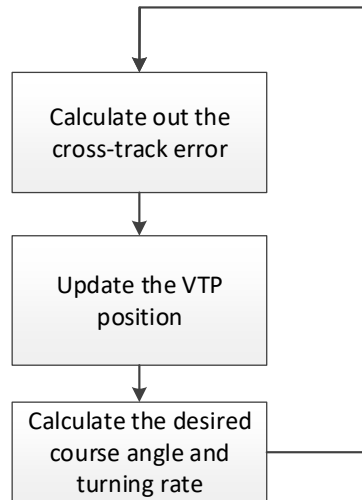 Calculate out the
cross-track error
Update the VTP
position
Calculate the desired
course angle and
turning rate